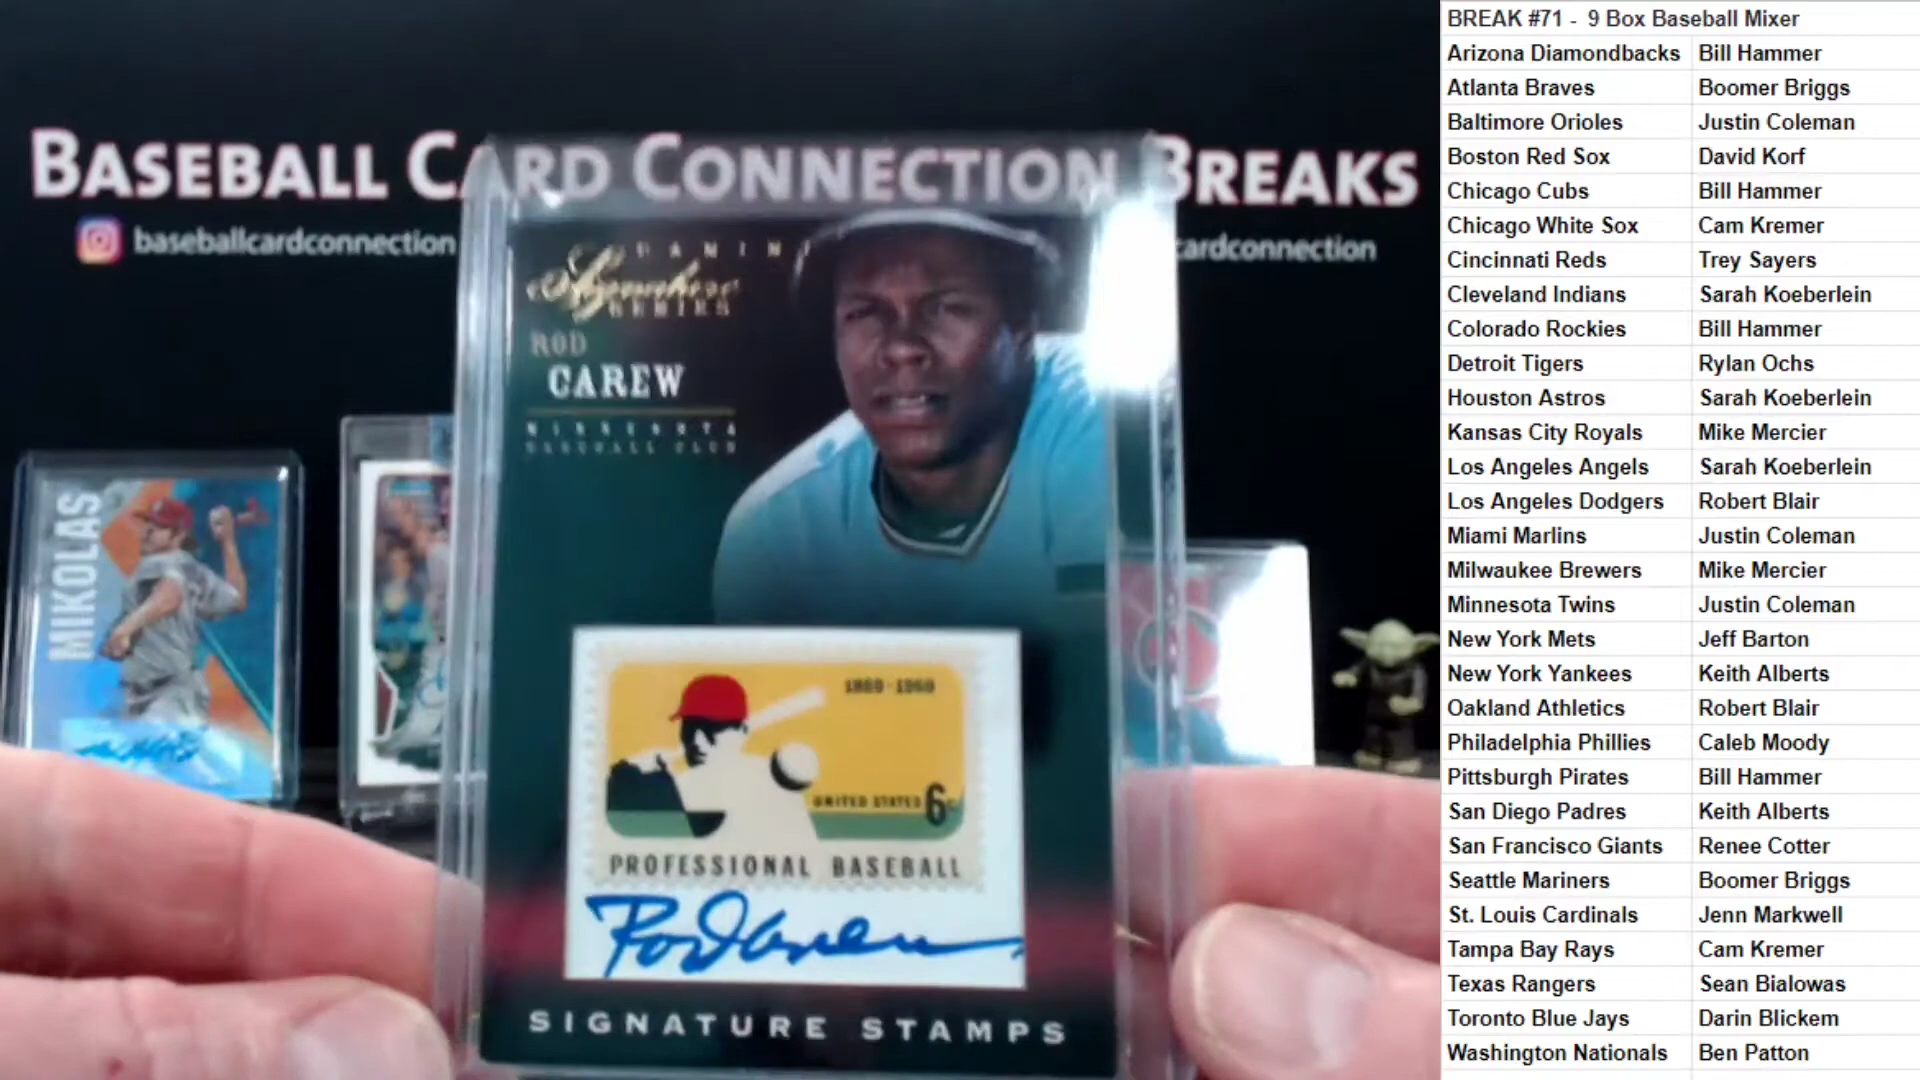 BASEBALL CARD CONNECTION BREAKS
baseballcardconnection
cardconnection
PANINI
Signature
SERIES
ROD
CAREW
MINNESOTA
BASEBALL CLUB
MIKOLAS
1869-1969
UNITED STATES 6c
PROFESSIONAL BASEBALL
Rod Carew
SIGNATURE STAMPS
BREAK #71 - 9 Box Baseball Mixer
Arizona Diamondbacks Bill Hammer
Atlanta Braves Boomer Briggs
Baltimore Orioles Justin Coleman
Boston Red Sox David Korf
Chicago Cubs Bill Hammer
Chicago White Sox Cam Kremer
Cincinnati Reds Trey Sayers
Cleveland Indians Sarah Koeberlein
Colorado Rockies Bill Hammer
Detroit Tigers Rylan Ochs
Houston Astros Sarah Koeberlein
Kansas City Royals Mike Mercier
Los Angeles Angels Sarah Koeberlein
Los Angeles Dodgers Robert Blair
Miami Marlins Justin Coleman
Milwaukee Brewers Mike Mercier
Minnesota Twins Justin Coleman
New York Mets Jeff Barton
New York Yankees Keith Alberts
Oakland Athletics Robert Blair
Philadelphia Phillies Caleb Moody
Pittsburgh Pirates Bill Hammer
San Diego Padres Keith Alberts
San Francisco Giants Renee Cotter
Seattle Mariners Boomer Briggs
St. Louis Cardinals Jenn Markwell
Tampa Bay Rays Cam Kremer
Texas Rangers Sean Bialowas
Toronto Blue Jays Darin Blickem
Washington Nationals Ben Patton